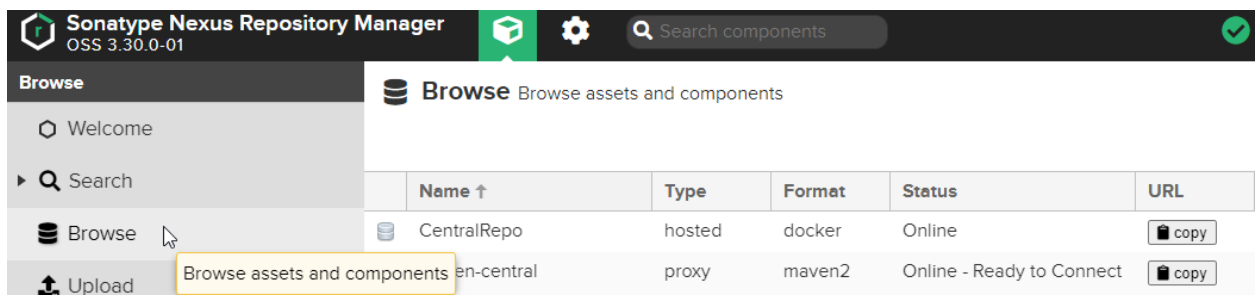 Sonatype Nexus Repository Manager
OSS 3.30.0-01
Search components
Browse
Browse Browse assets and components
Welcome
Search
Name ↑ Type Format Status URL
Browse
CentralRepo hosted docker Online copy
Browse assets and components
en-central proxy maven2 Online - Ready to Connect copy
Upload